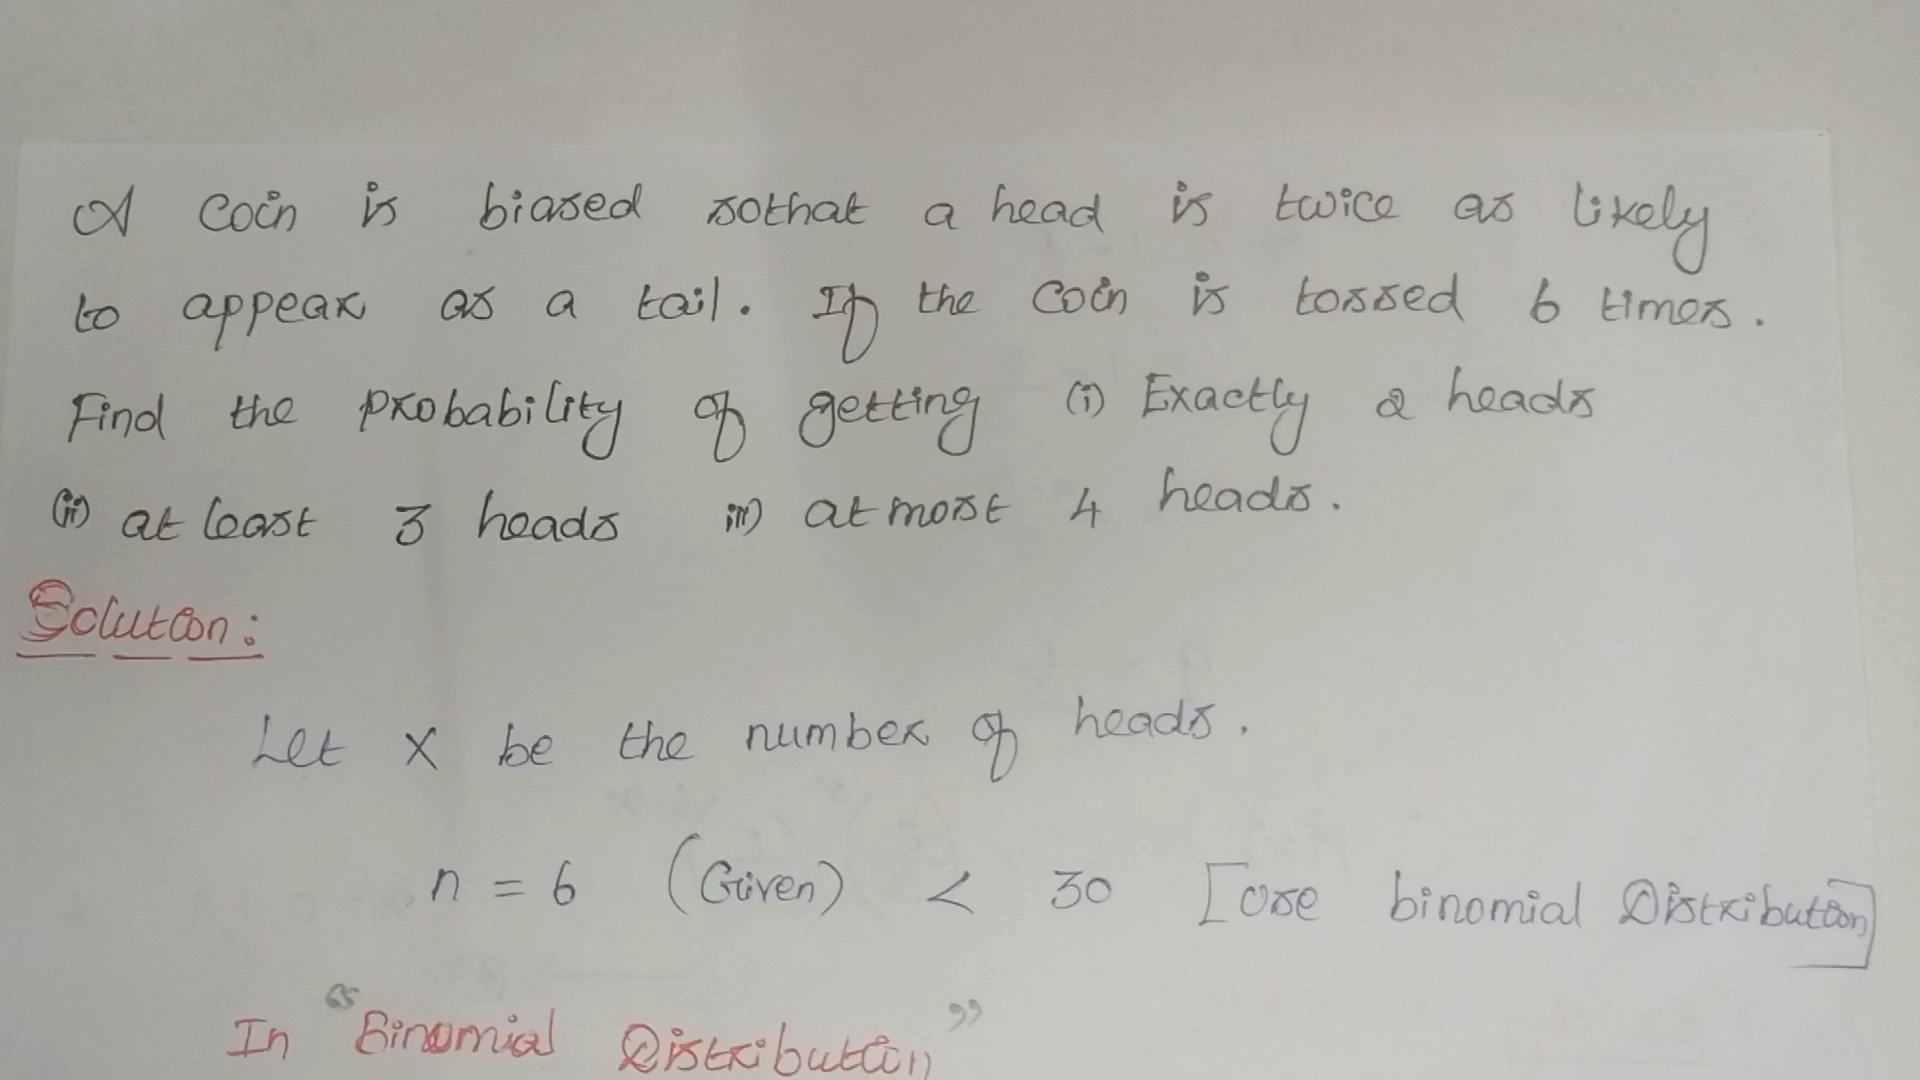 A coin is biased so that a head is twice as likely
to appear as a tail. If the coin is tossed 6 times.
Find the probability of getting (i) Exactly 2 heads
(ii) at least 3 heads iii) at most 4 heads.
Solution:
Let x be the number of heads.
n = 6 (Given) < 30 [use binomial Distribution]
In "Binomial Distribution"